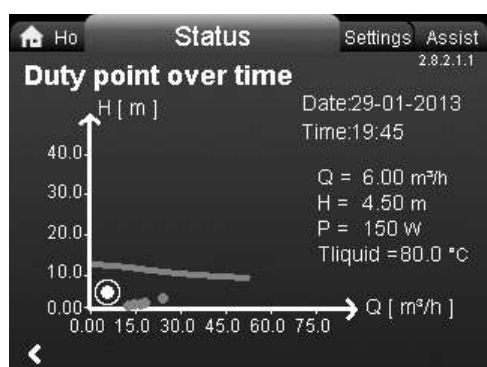 Ho Status Settings Assist
2.8.2.1.1
Duty point over time
H [ m ]
Date:29-01-2013
Time:19:45
40.0
30.0
20.0
10.0
0.00
Q = 6.00 m³/h
H = 4.50 m
P = 150 W
Tliquid =80.0 °C
Q [ m³/h ]
0.00 15.0 30.0 45.0 60.0 75.0